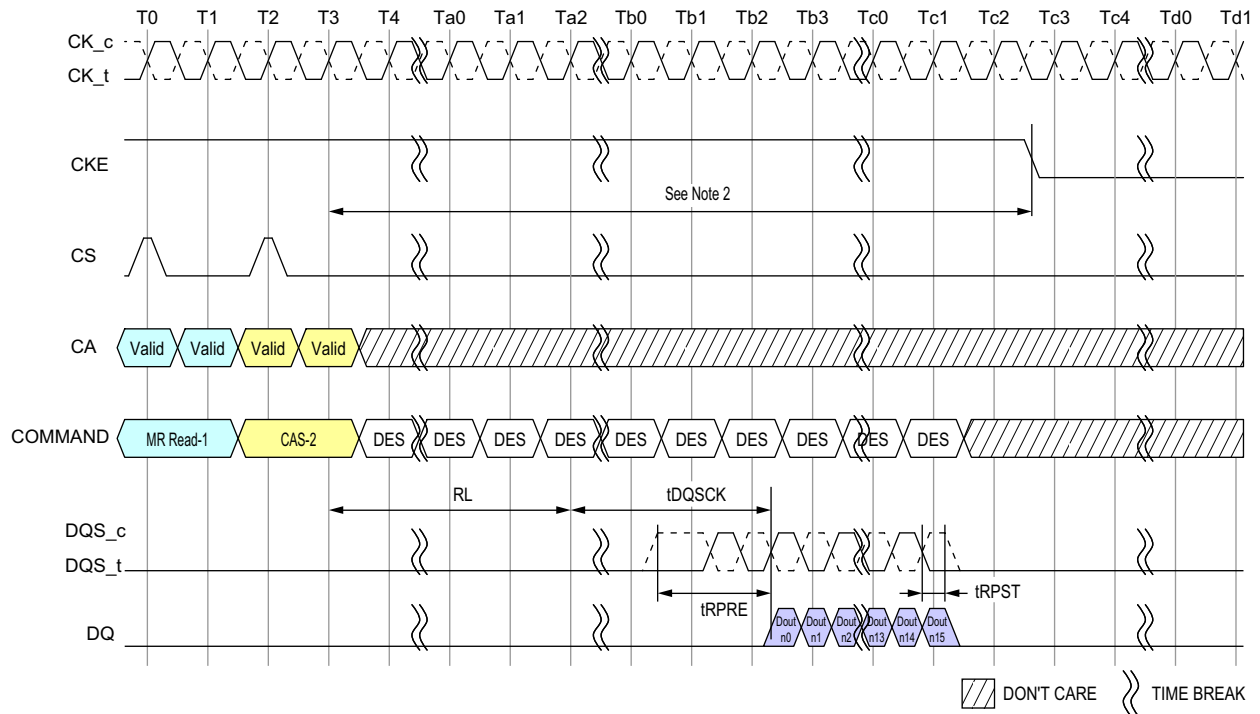 T0 T1 T2 T3 T4 Ta0 Ta1 Ta2 Tb0 Tb1 Tb2 Tb3 Tc0 Tc1 Tc2 Tc3 Tc4 Td0 Td1
CK_c
CK_t
CKE
See Note 2
CS
CA Valid Valid Valid Valid
COMMAND MR Read-1 CAS-2 DES DES DES DES DES DES DES DES DES DES
RL tDQSCK
DQS_c
DQS_t
tRPRE tRPST
DQ Dout n0 Dout n1 Dout n2 Dout n13 Dout n14 Dout n15
DON'T CARE TIME BREAK